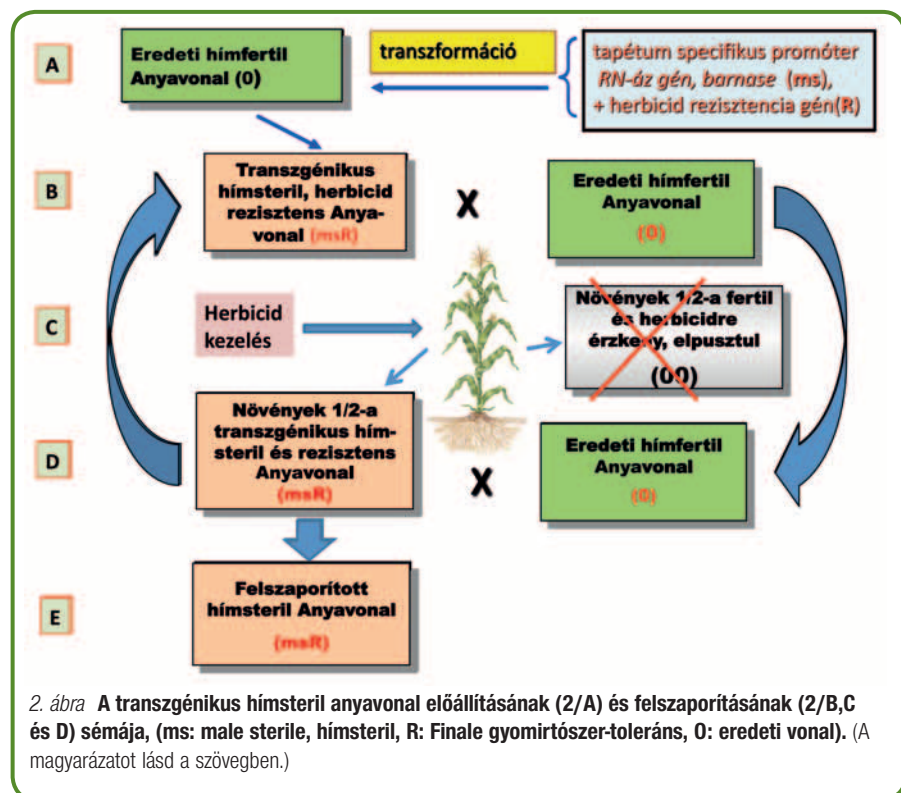 A
Eredeti hímfertil
Anyavonal (0)
transzformáció
tapétum specifikus promóter
RN-áz gén, barnase (ms),
+ herbicid rezisztencia gén(R)
B
Transzgénikus
hímsteril, herbicid
rezisztens Anya-
vonal (msR)
X
Eredeti hímfertil
Anyavonal
(0)
C
Herbicid
kezelés
Növények 1/2-a fertil
és herbicidre
érzkeny, elpusztul
(00)
D
Növények 1/2-a
transzgénikus hím-
steril és rezisztens
Anyavonal
(msR)
X
Eredeti hímfertil
Anyavonal
(0)
E
Felszaporított
hímsteril Anyavonal
(msR)
2. ábra A transzgénikus hímsteril anyavonal előállításának (2/A) és felszaporításának (2/B,C
és D) sémája, (ms: male sterile, hímsteril, R: Finale gyomirtószer-toleráns, O: eredeti vonal). (A
magyarázatot lásd a szövegben.)